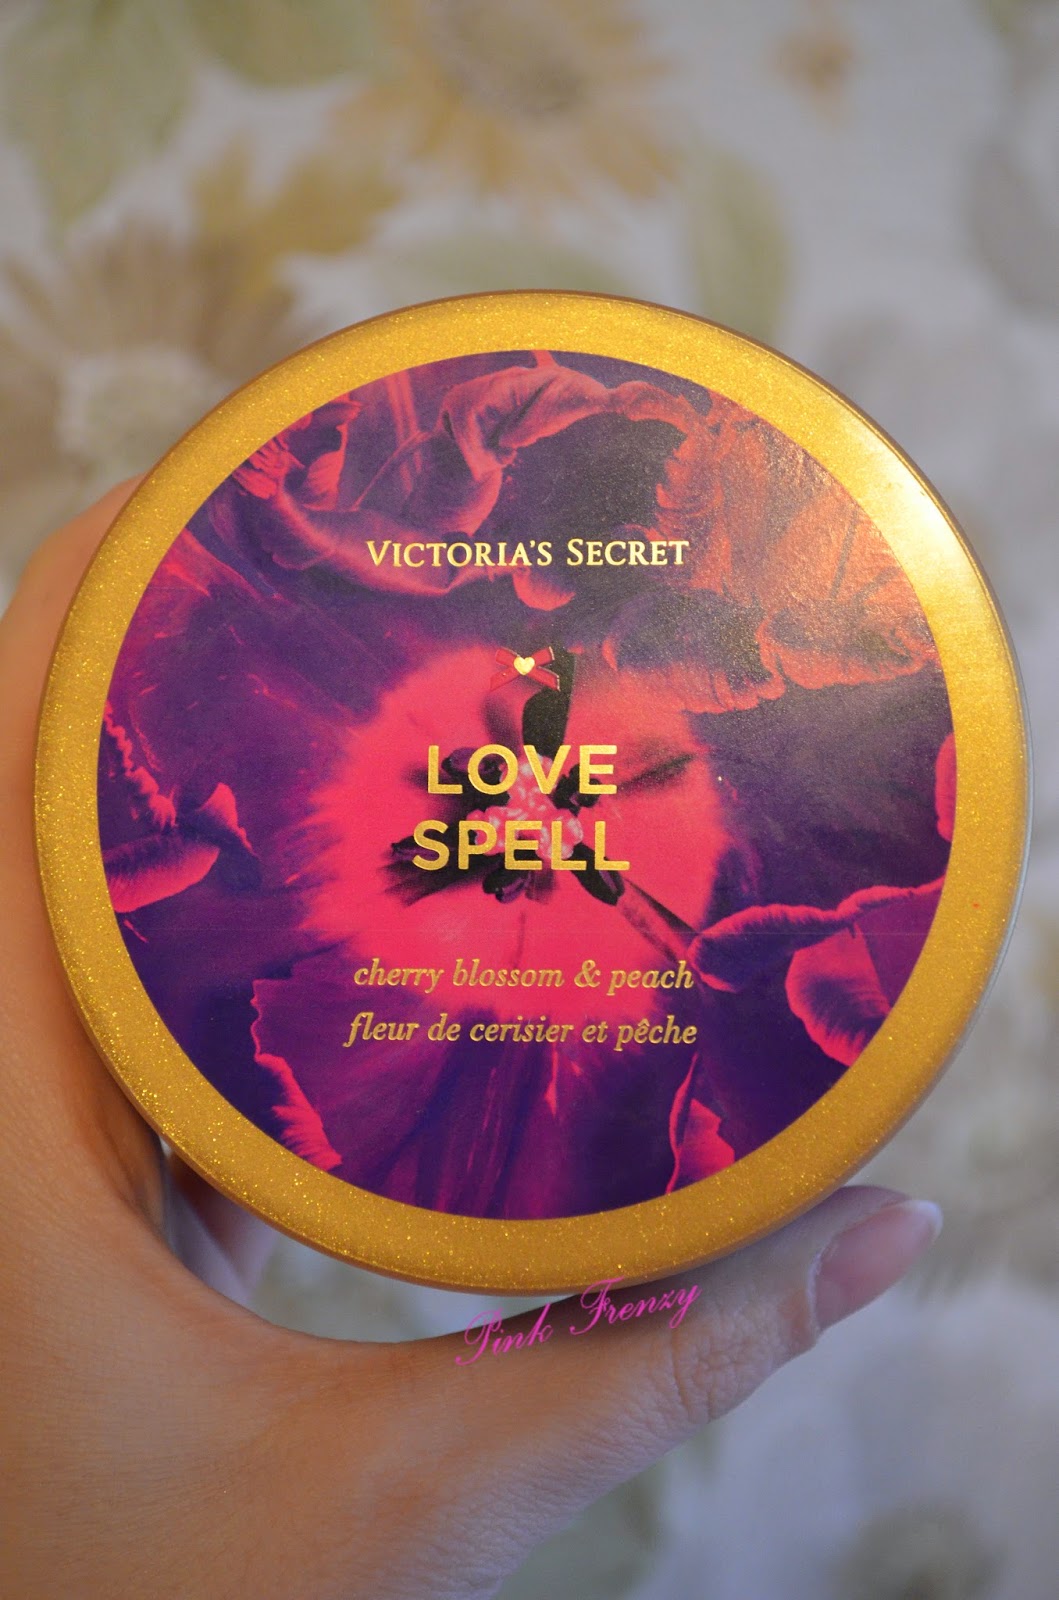 VICTORIA'S SECRET
LOVE
SPELL
cherry blossom & peach
fleur de cerisier et pêche
Pink Frenzy